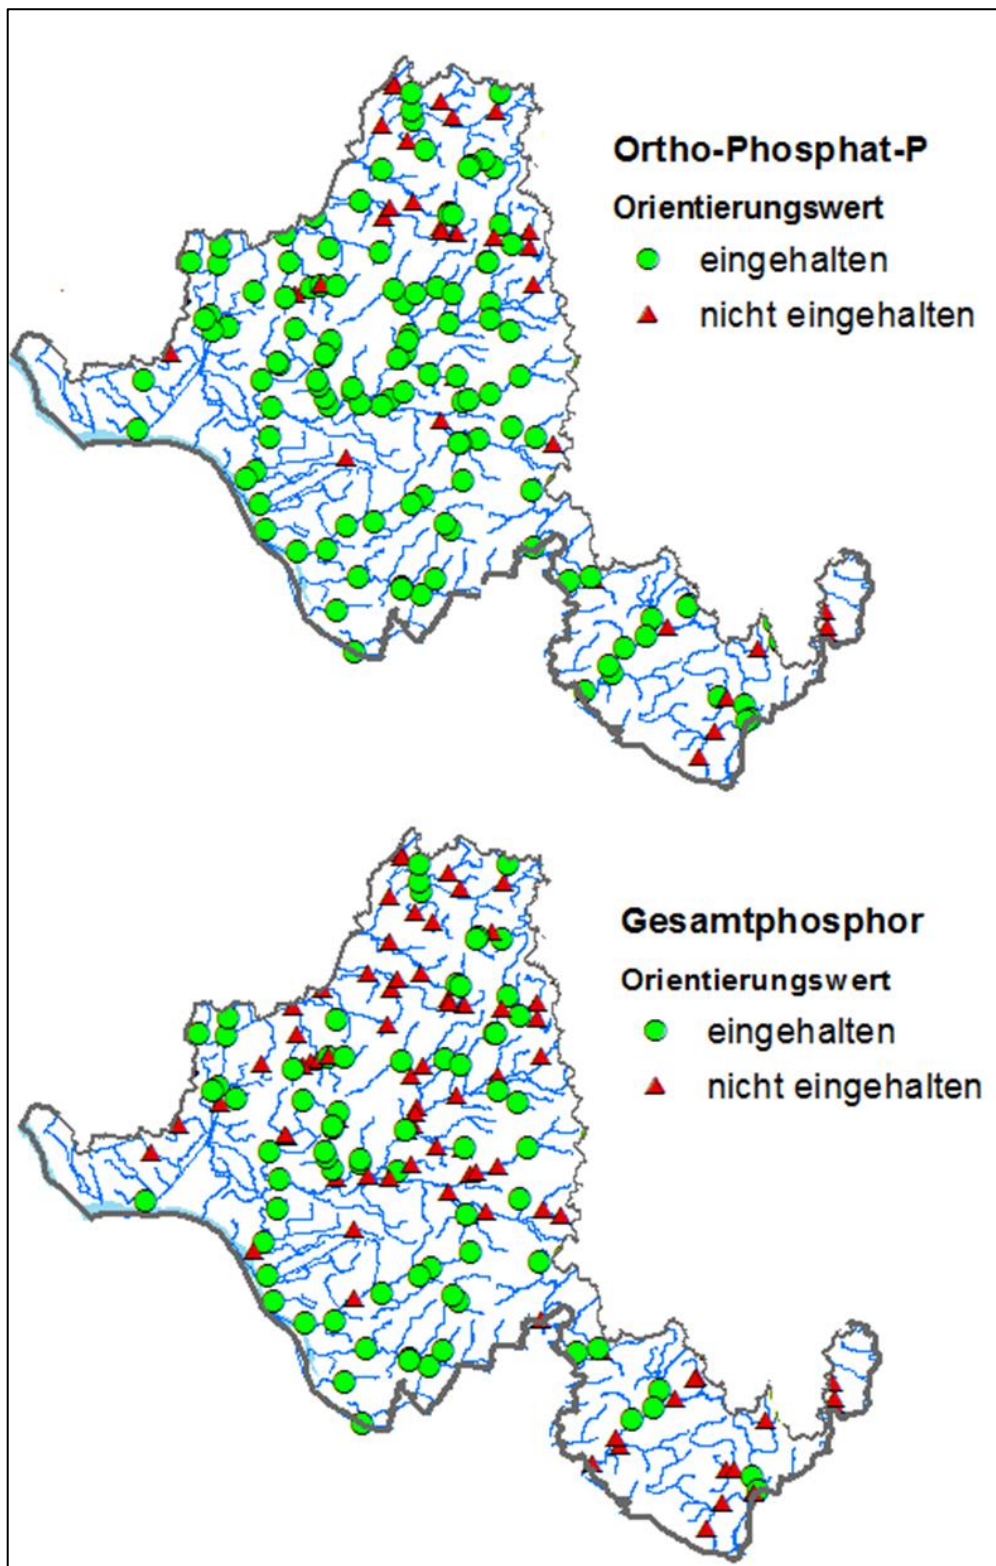 Ortho-Phosphat-P
Orientierungswert
eingehalten
nicht eingehalten
Gesamtphosphor
Orientierungswert
eingehalten
nicht eingehalten